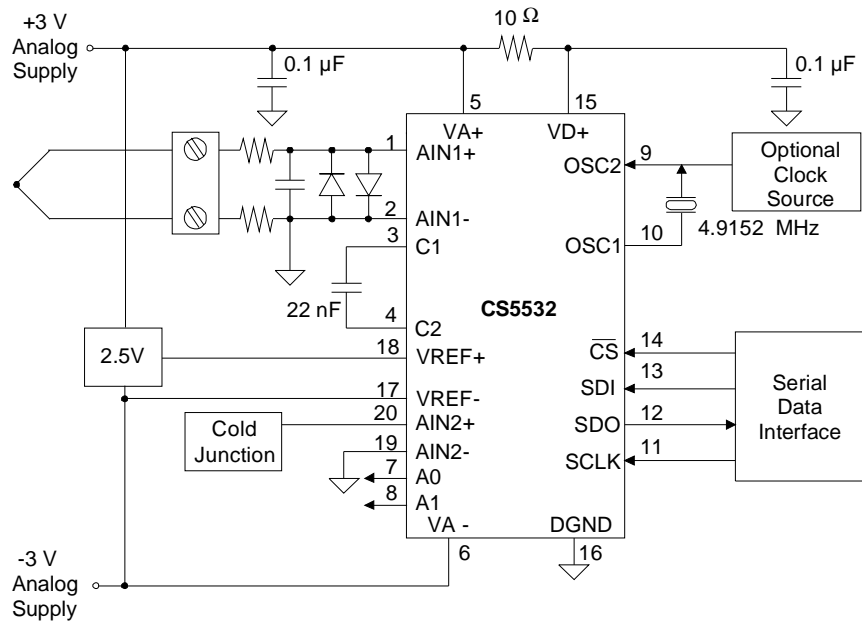 +3 V
Analog
Supply
10 Ω
0.1 µF
0.1 µF
5
15
VA+
VD+
1
AIN1+
2
AIN1-
3
C1
22 nF
4
C2
CS5532
9
OSC2
Optional
Clock
Source
10
OSC1
4.9152 MHz
2.5V
18
VREF+
17
VREF-
20
AIN2+
Cold
Junction
19
AIN2-
7
A0
8
A1
14
CS
13
SDI
12
SDO
11
SCLK
Serial
Data
Interface
VA -
DGND
6
16
-3 V
Analog
Supply